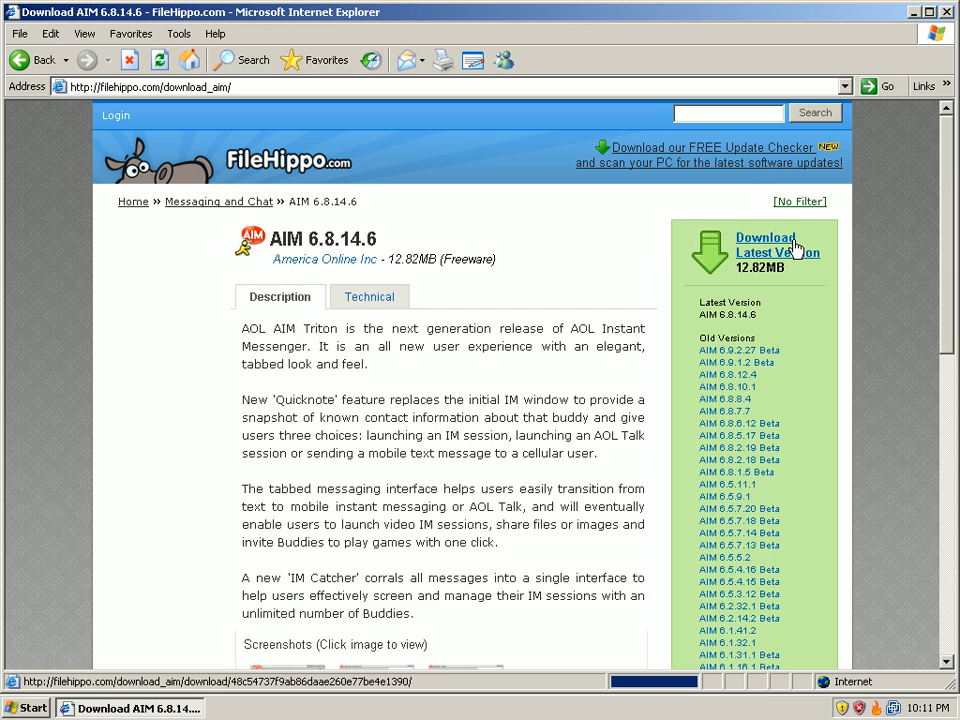 Download AIM 6.8.14.6 - FileHippo.com - Microsoft Internet Explorer
File Edit View Favorites Tools Help
Back Search Favorites
Address http://filehippo.com/download_aim/ Go Links »
Login Search
FileHippo.com
Download our FREE Update Checker NEW
and scan your PC for the latest software updates!
Home » Messaging and Chat » AIM 6.8.14.6 [No Filter]
AIM AIM 6.8.14.6
America Online Inc - 12.82MB (Freeware)
Description Technical
AOL AIM Triton is the next generation release of AOL Instant
Messenger. It is an all new user experience with an elegant,
tabbed look and feel.
New 'Quicknote' feature replaces the initial IM window to provide a
snapshot of known contact information about that buddy and give
users three choices: launching an IM session, launching an AOL Talk
session or sending a mobile text message to a cellular user.
The tabbed messaging interface helps users easily transition from
text to mobile instant messaging or AOL Talk, and will eventually
enable users to launch video IM sessions, share files or images and
invite Buddies to play games with one click.
A new 'IM Catcher' corrals all messages into a single interface to
help users effectively screen and manage their IM sessions with an
unlimited number of Buddies.
Screenshots (Click image to view)
Download
Latest Version
12.82MB
Latest Version
AIM 6.8.14.6
Old Versions
AIM 6.9.2.27 Beta
AIM 6.9.1.2 Beta
AIM 6.8.12.4
AIM 6.8.10.1
AIM 6.8.8.4
AIM 6.8.7.7
AIM 6.8.6.12 Beta
AIM 6.8.5.17 Beta
AIM 6.8.2.19 Beta
AIM 6.8.2.18 Beta
AIM 6.8.1.5 Beta
AIM 6.5.11.1
AIM 6.5.9.1
AIM 6.5.7.20 Beta
AIM 6.5.7.18 Beta
AIM 6.5.7.14 Beta
AIM 6.5.7.13 Beta
AIM 6.5.5.2
AIM 6.5.4.16 Beta
AIM 6.5.4.15 Beta
AIM 6.5.3.12 Beta
AIM 6.2.32.1 Beta
AIM 6.2.14.2 Beta
AIM 6.1.41.2
AIM 6.1.32.1
AIM 6.1.31.1 Beta
AIM 6.1.16.1 Beta
http://filehippo.com/download_aim/download/48c54737f9ab86daae260e77be4e1390/ Internet
Start Download AIM 6.8.14.... 10:11 PM